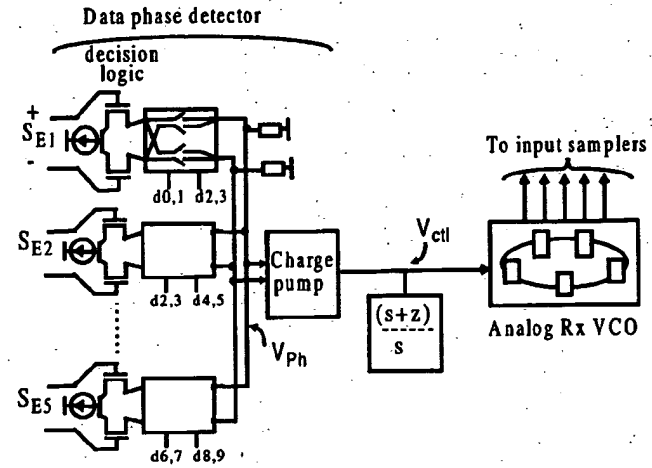 Data phase detector
decision
logic
+
SE1
-
d0,1 d2,3
To input samplers
SE2
d2,3 d4,5
Charge
pump
Vctl
(s+z)
s
Analog Rx VCO
VPh
SE5
d6,7 d8,9